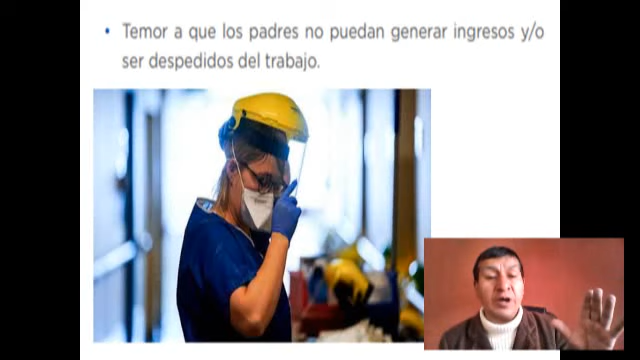 • Temor a que los padres no puedan generar ingresos y/o
ser despedidos del trabajo.